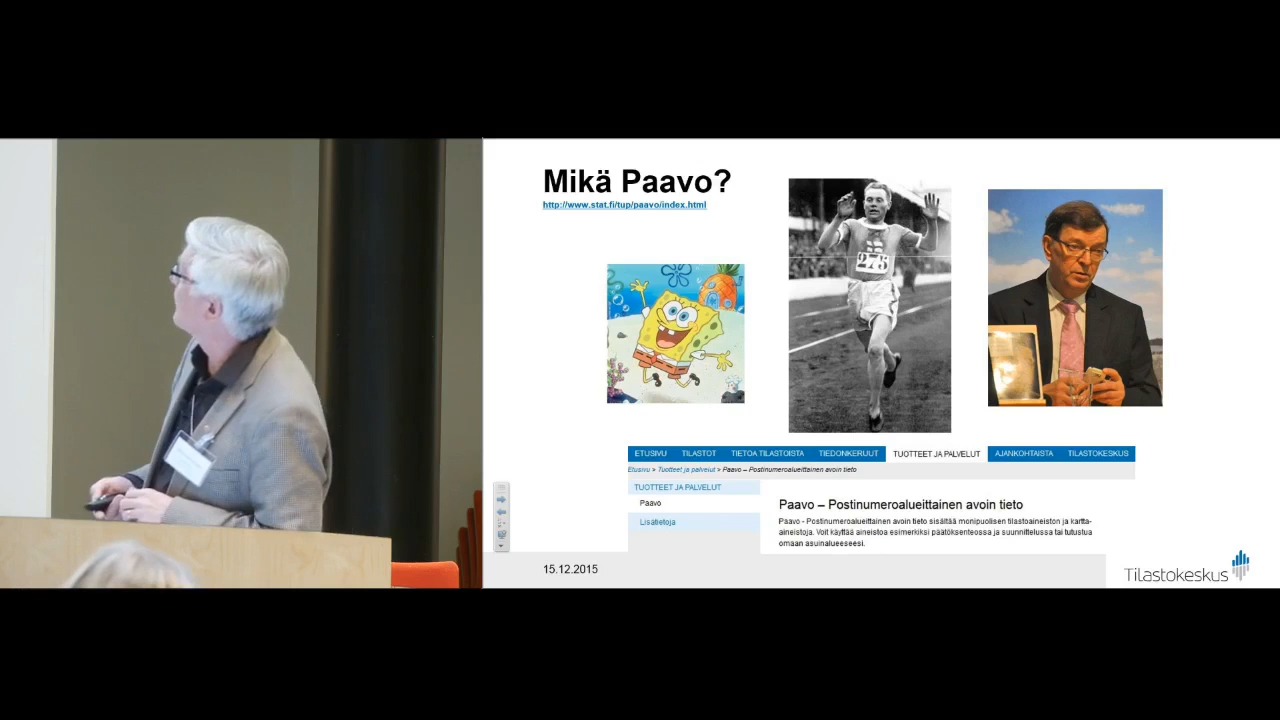 Mikä Paavo?
http://www.stat.fi/tup/paavo/index.html
273
ETUSIVU TILASTOT TIETOA TILASTOISTA TIEDONKERUUT TUOTTEET JA PALVELUT AJANKOHTAISTA TILASTOKESKUS
Etusivu > Tuotteet ja palvelut > Paavo – Postinumeroalueittainen avoin tieto
TUOTTEET JA PALVELUT
Paavo
Lisätietoja
Paavo – Postinumeroalueittainen avoin tieto
Paavo - Postinumeroalueittainen avoin tieto sisältää monipuolisen tilastoaineiston ja kartta-
aineistoja. Voit käyttää aineistoa esimerkiksi päätöksenteossa ja suunnittelussa tai tutustua
omaan asuinalueeseesi.
15.12.2015
Tilastokeskus